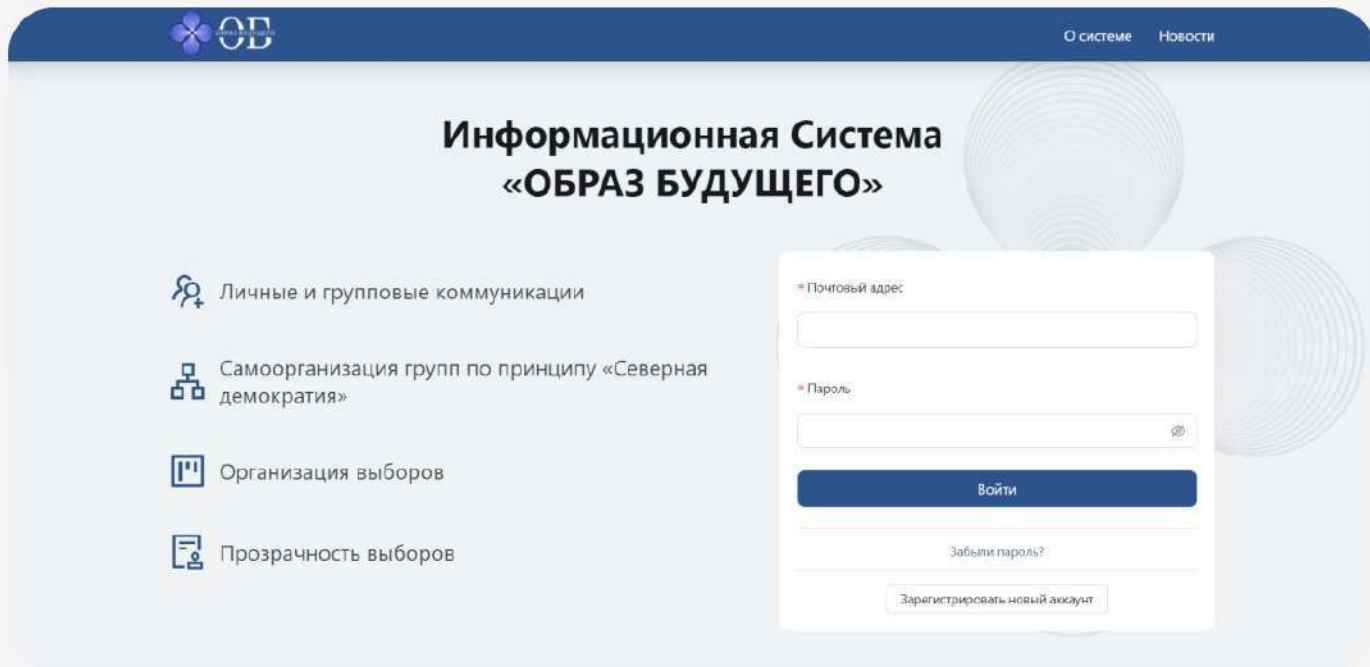 ОБ
О системе Новости
Информационная Система
«ОБРАЗ БУДУЩЕГО»
Личные и групповые коммуникации
Самоорганизация групп по принципу «Северная
демократия»
Организация выборов
Прозрачность выборов
* Почтовый адрес
* Пароль
Войти
Забыли пароль?
Зарегистрировать новый аккаунт